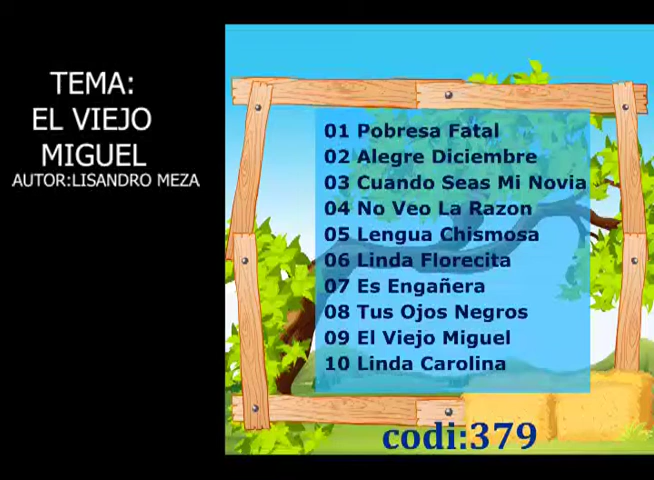 TEMA:
EL VIEJO
MIGUEL
AUTOR:LISANDRO MEZA
01 Pobresa Fatal
02 Alegre Diciembre
03 Cuando Seas Mi Novia
04 No Veo La Razon
05 Lengua Chismosa
06 Linda Florecita
07 Es Engañera
08 Tus Ojos Negros
09 El Viejo Miguel
10 Linda Carolina
codi:379